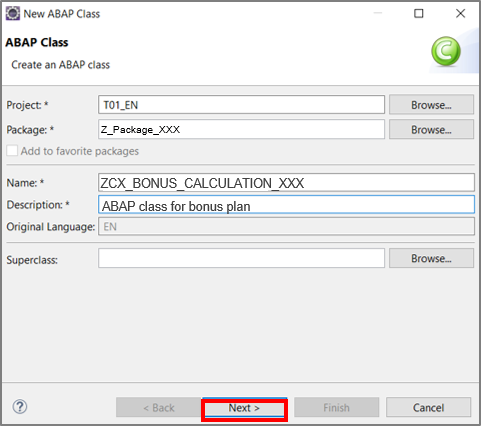 New ABAP Class
ABAP Class
Create an ABAP class
Project: * T01_EN Browse...
Package: * Z_Package_XXX Browse...
Add to favorite packages
Name: * ZCX_BONUS_CALCULATION_XXX
Description: * ABAP class for bonus plan
Original Language: EN
Superclass: Browse...
? < Back Next > Finish Cancel